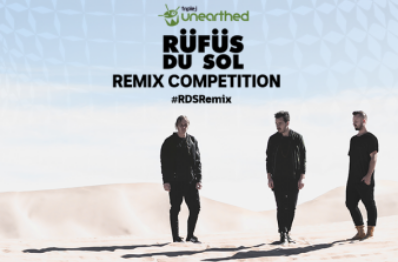 triple j
unearthed
RÜFÜS
DU SOL
REMIX COMPETITION
#RDSRemix